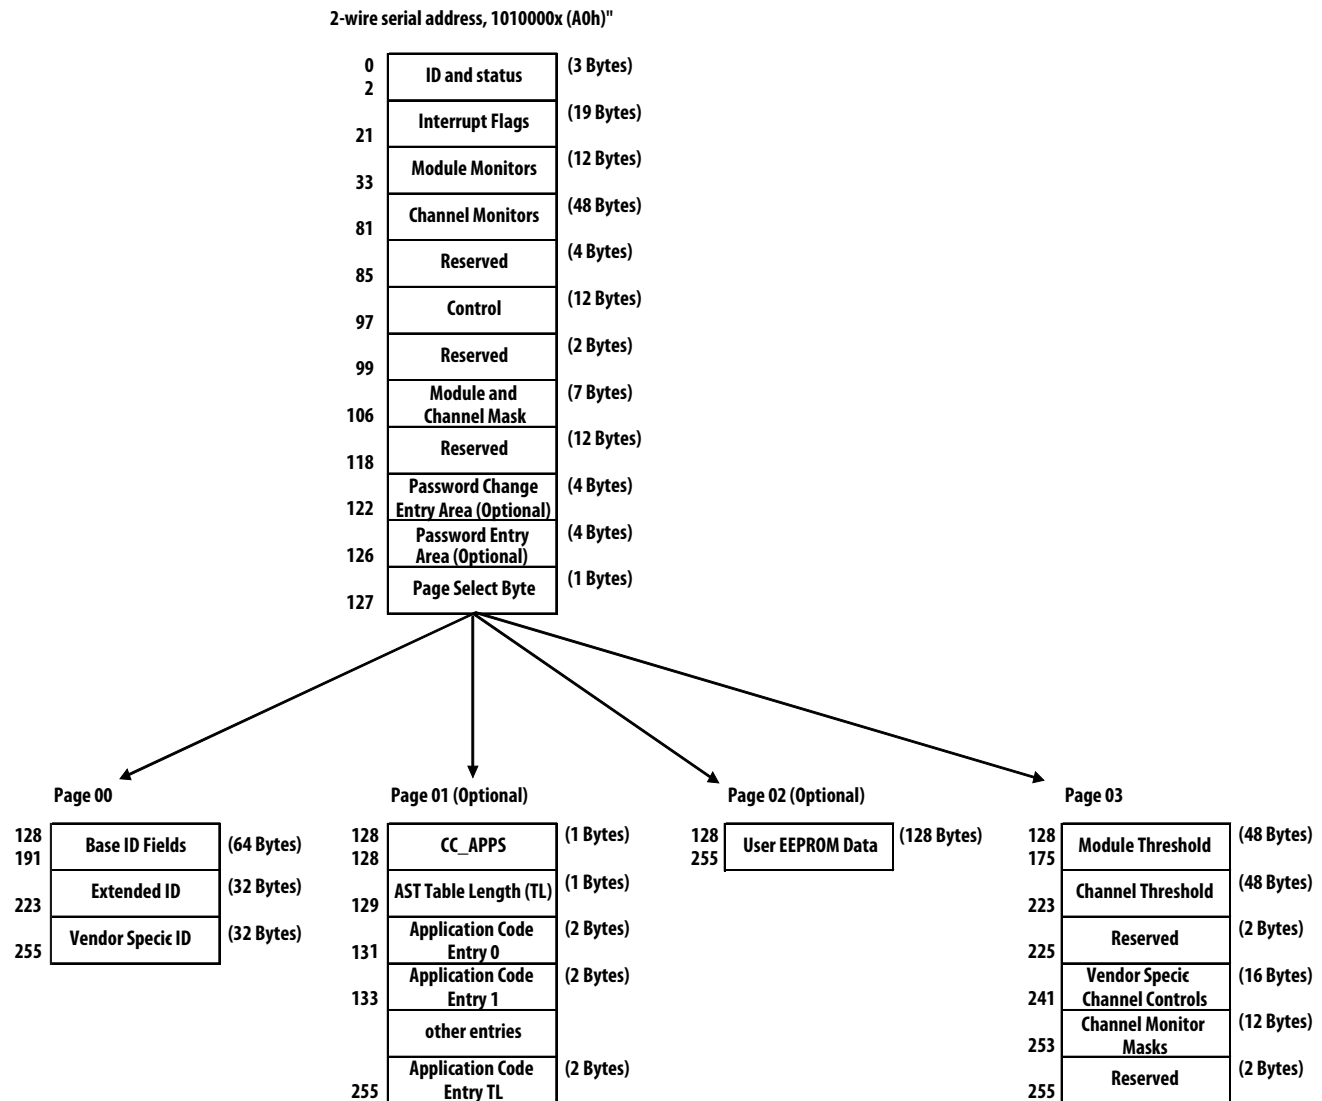 2-wire serial address, 1010000x (A0h)"
0
2
ID and status
(3 Bytes)
21
Interrupt Flags
(19 Bytes)
33
Module Monitors
(12 Bytes)
81
Channel Monitors
(48 Bytes)
85
Reserved
(4 Bytes)
97
Control
(12 Bytes)
99
Reserved
(2 Bytes)
106
Module and
Channel Mask
(7 Bytes)
118
Reserved
(12 Bytes)
122
Password Change
Entry Area (Optional)
(4 Bytes)
126
Password Entry
Area (Optional)
(4 Bytes)
127
Page Select Byte
(1 Bytes)
Page 00
128
191
Base ID Fields
(64 Bytes)
223
Extended ID
(32 Bytes)
255
Vendor Specic ID
(32 Bytes)
Page 01 (Optional)
128
128
CC_APPS
(1 Bytes)
129
AST Table Length (TL)
(1 Bytes)
131
Application Code
Entry 0
(2 Bytes)
133
Application Code
Entry 1
(2 Bytes)
other entries
255
Application Code
Entry TL
(2 Bytes)
Page 02 (Optional)
128
255
User EEPROM Data
(128 Bytes)
Page 03
128
175
Module Threshold
(48 Bytes)
223
Channel Threshold
(48 Bytes)
225
Reserved
(2 Bytes)
241
Vendor Specic
Channel Controls
(16 Bytes)
253
Channel Monitor
Masks
(12 Bytes)
255
Reserved
(2 Bytes)